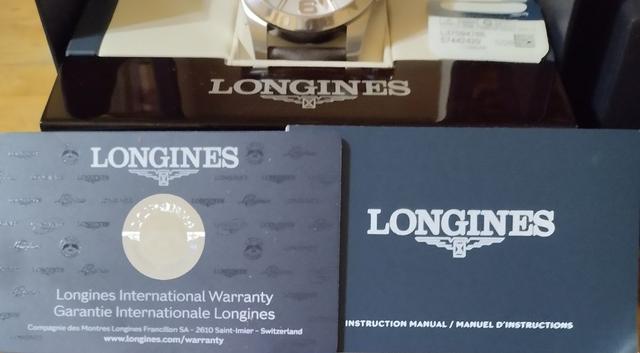 6
LONGINES
LONGINES
Longines International Warranty
Garantie Internationale Longines
Compagnie des Montres Longines Francillon SA - 2610 Saint-Imier - Switzerland
www.longines.com/warranty
LONGINES
INSTRUCTION MANUAL / MANUEL D'INSTRUCTIONS